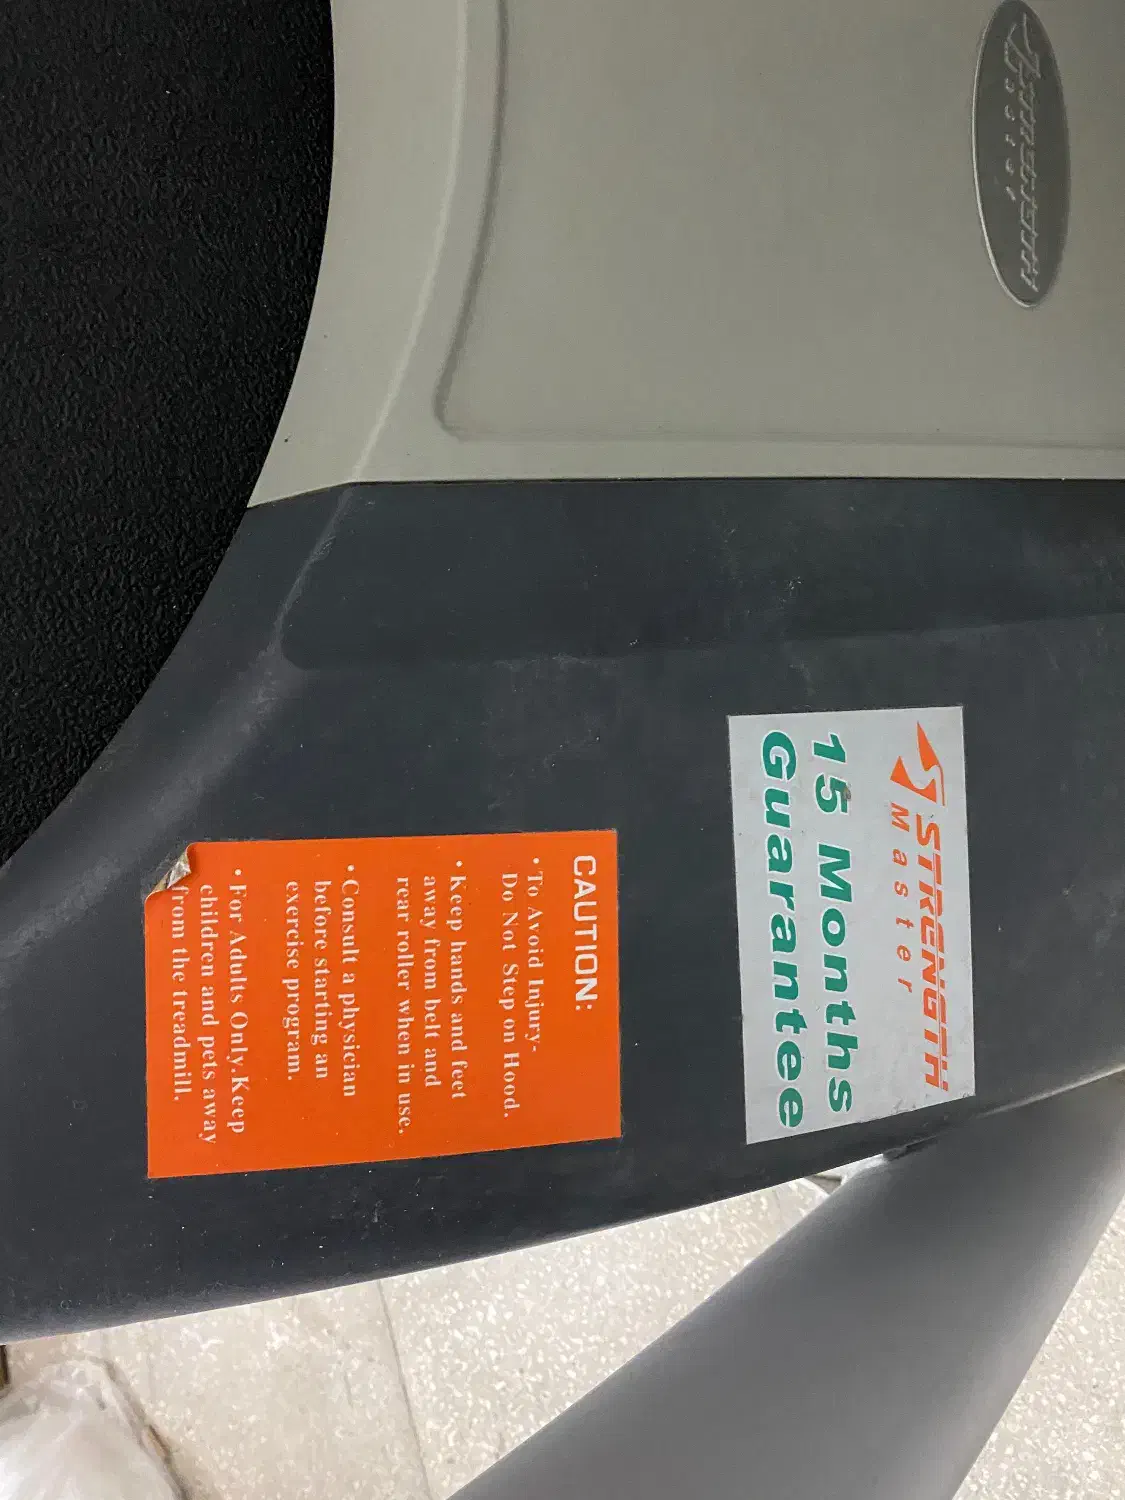 STRENGTH
Master
15 Months
Guarantee
CAUTION:
• To Avoid Injury-
Do Not Step on Hood.
• Keep hands and feet
away from belt and
rear roller when in use.
• Consult a physician
before starting an
exercise program.
• For Adults Only. Keep
children and pets away
from the treadmill.